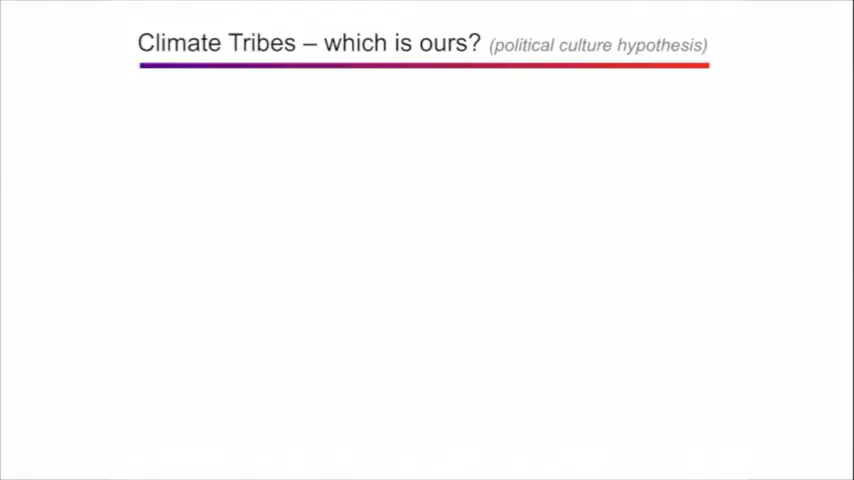 Climate Tribes – which is ours? (political culture hypothesis)